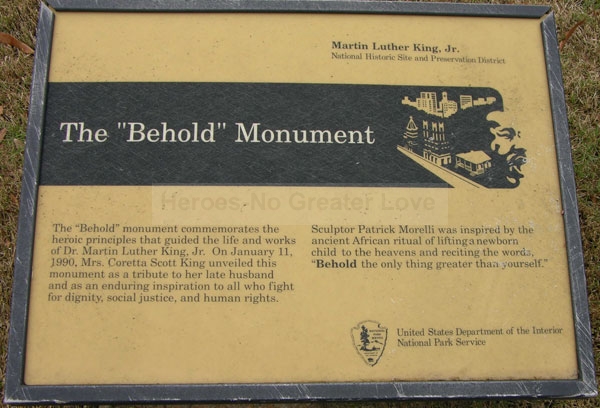 Martin Luther King, Jr.
National Historic Site and Preservation District
The "Behold" Monument
Heroes No Greater Love
The “Behold” monument commemorates the
heroic principles that guided the life and works
of Dr. Martin Luther King, Jr. On January 11,
1990, Mrs. Coretta Scott King unveiled this
monument as a tribute to her late husband
and as an enduring inspiration to all who fight
for dignity, social justice, and human rights.
Sculptor Patrick Morelli was inspired by the
ancient African ritual of lifting a newborn
child to the heavens and reciting the words,
“Behold the only thing greater than yourself.”
United States Department of the Interior
National Park Service